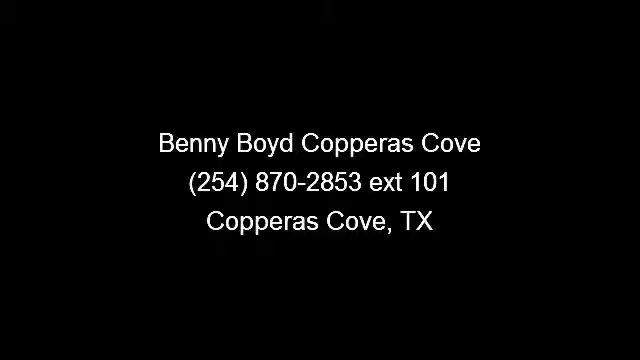 Benny Boyd Copperas Cove
(254) 870-2853 ext 101
Copperas Cove, TX